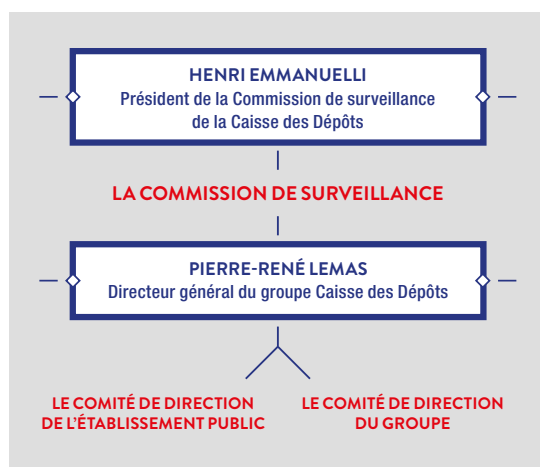 HENRI EMMANUELLI
Président de la Commission de surveillance
de la Caisse des Dépôts
LA COMMISSION DE SURVEILLANCE
PIERRE-RENÉ LEMAS
Directeur général du groupe Caisse des Dépôts
LE COMITÉ DE DIRECTION
DE L'ÉTABLISSEMENT PUBLIC
LE COMITÉ DE DIRECTION
DU GROUPE